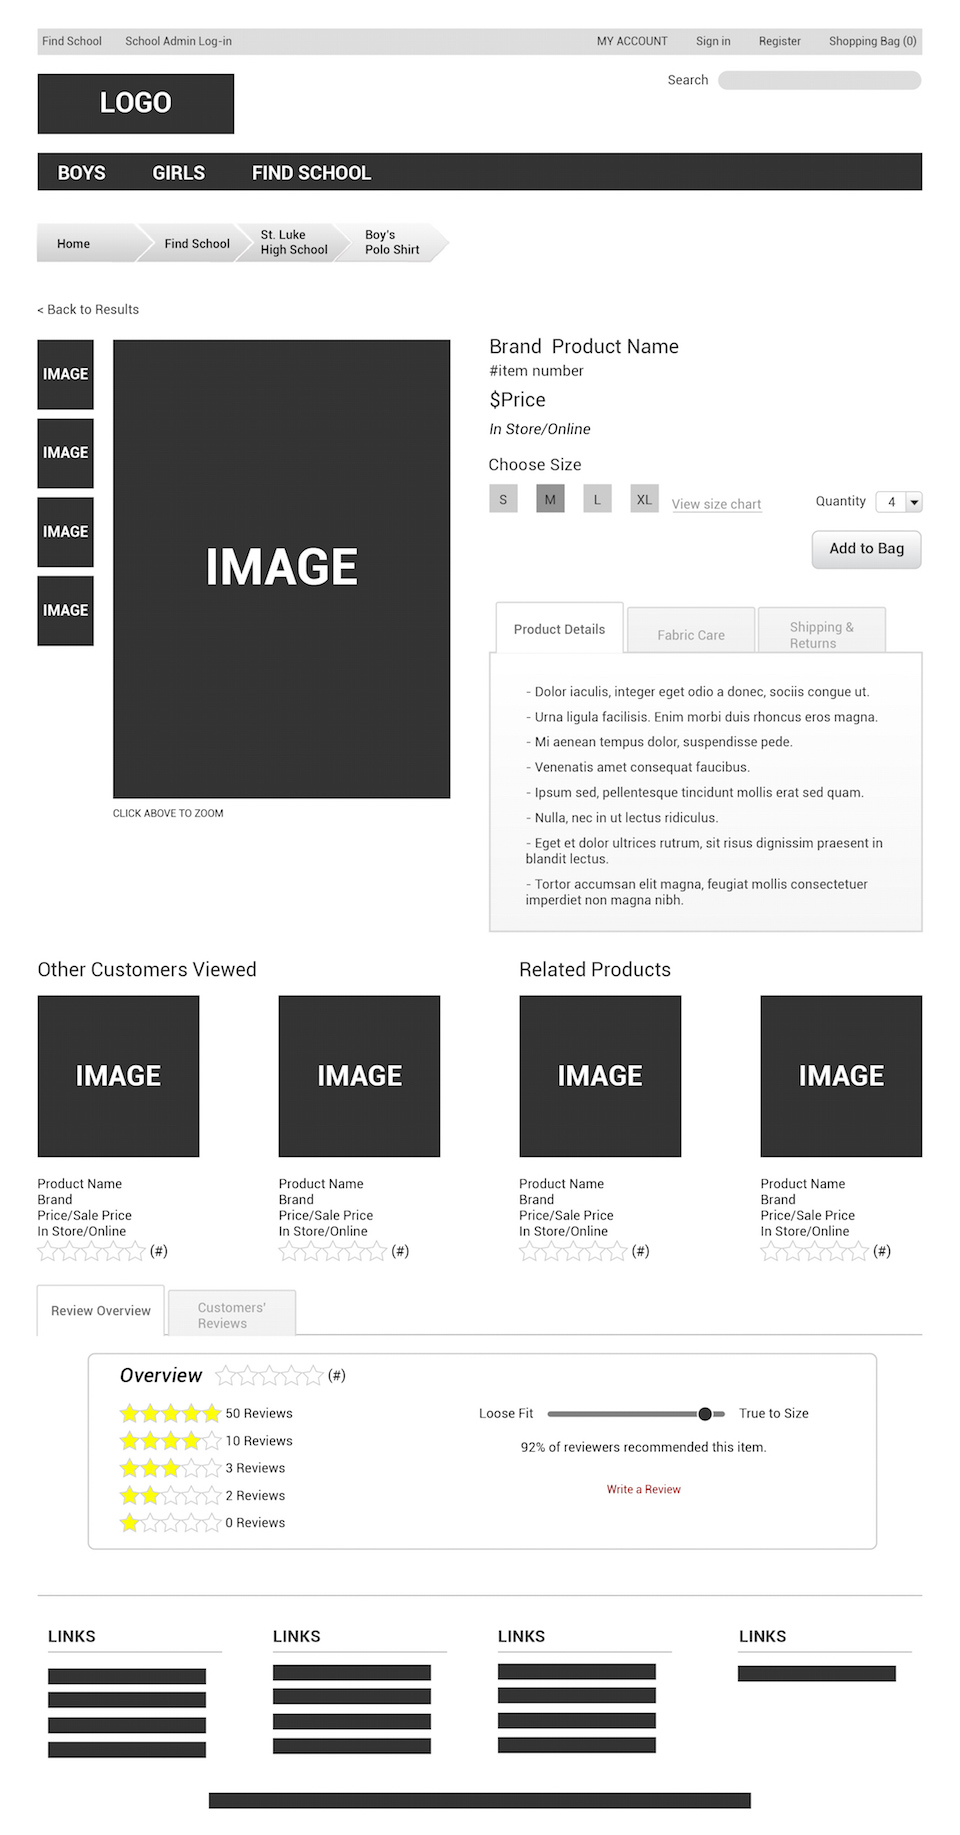 Find School School Admin Log-in MY ACCOUNT Sign in Register Shopping Bag (0)
Search
LOGO
BOYS GIRLS FIND SCHOOL
Home
Find School
St. Luke
High School
Boy's
Polo Shirt
< Back to Results
IMAGE
IMAGE
IMAGE
IMAGE
IMAGE
CLICK ABOVE TO ZOOM
Brand Product Name
#item number
$Price
In Store/Online
Choose Size
S M L XL View size chart Quantity 4
Add to Bag
Product Details
Fabric Care
Shipping &
Returns
- Dolor iaculis, integer eget odio a donec, sociis congue ut.
- Urna ligula facilisis. Enim morbi duis rhoncus eros magna.
- Mi aenean tempus dolor, suspendisse pede.
- Venenatis amet consequat faucibus.
- Ipsum sed, pellentesque tincidunt mollis erat sed quam.
- Nulla, nec in ut lectus ridiculus.
- Eget et dolor ultrices rutrum, sit risus dignissim praesent in
blandit lectus.
- Tortor accumsan elit magna, feugiat mollis consectetuer
imperdiet non magna nibh.
Other Customers Viewed
IMAGE
Product Name
Brand
Price/Sale Price
In Store/Online
(#)
IMAGE
Product Name
Brand
Price/Sale Price
In Store/Online
(#)
Related Products
IMAGE
Product Name
Brand
Price/Sale Price
In Store/Online
(#)
IMAGE
Product Name
Brand
Price/Sale Price
In Store/Online
(#)
Review Overview
Customers'
Reviews
Overview (#)
50 Reviews
10 Reviews
3 Reviews
2 Reviews
0 Reviews
Loose Fit True to Size
92% of reviewers recommended this item.
Write a Review
LINKS LINKS LINKS LINKS